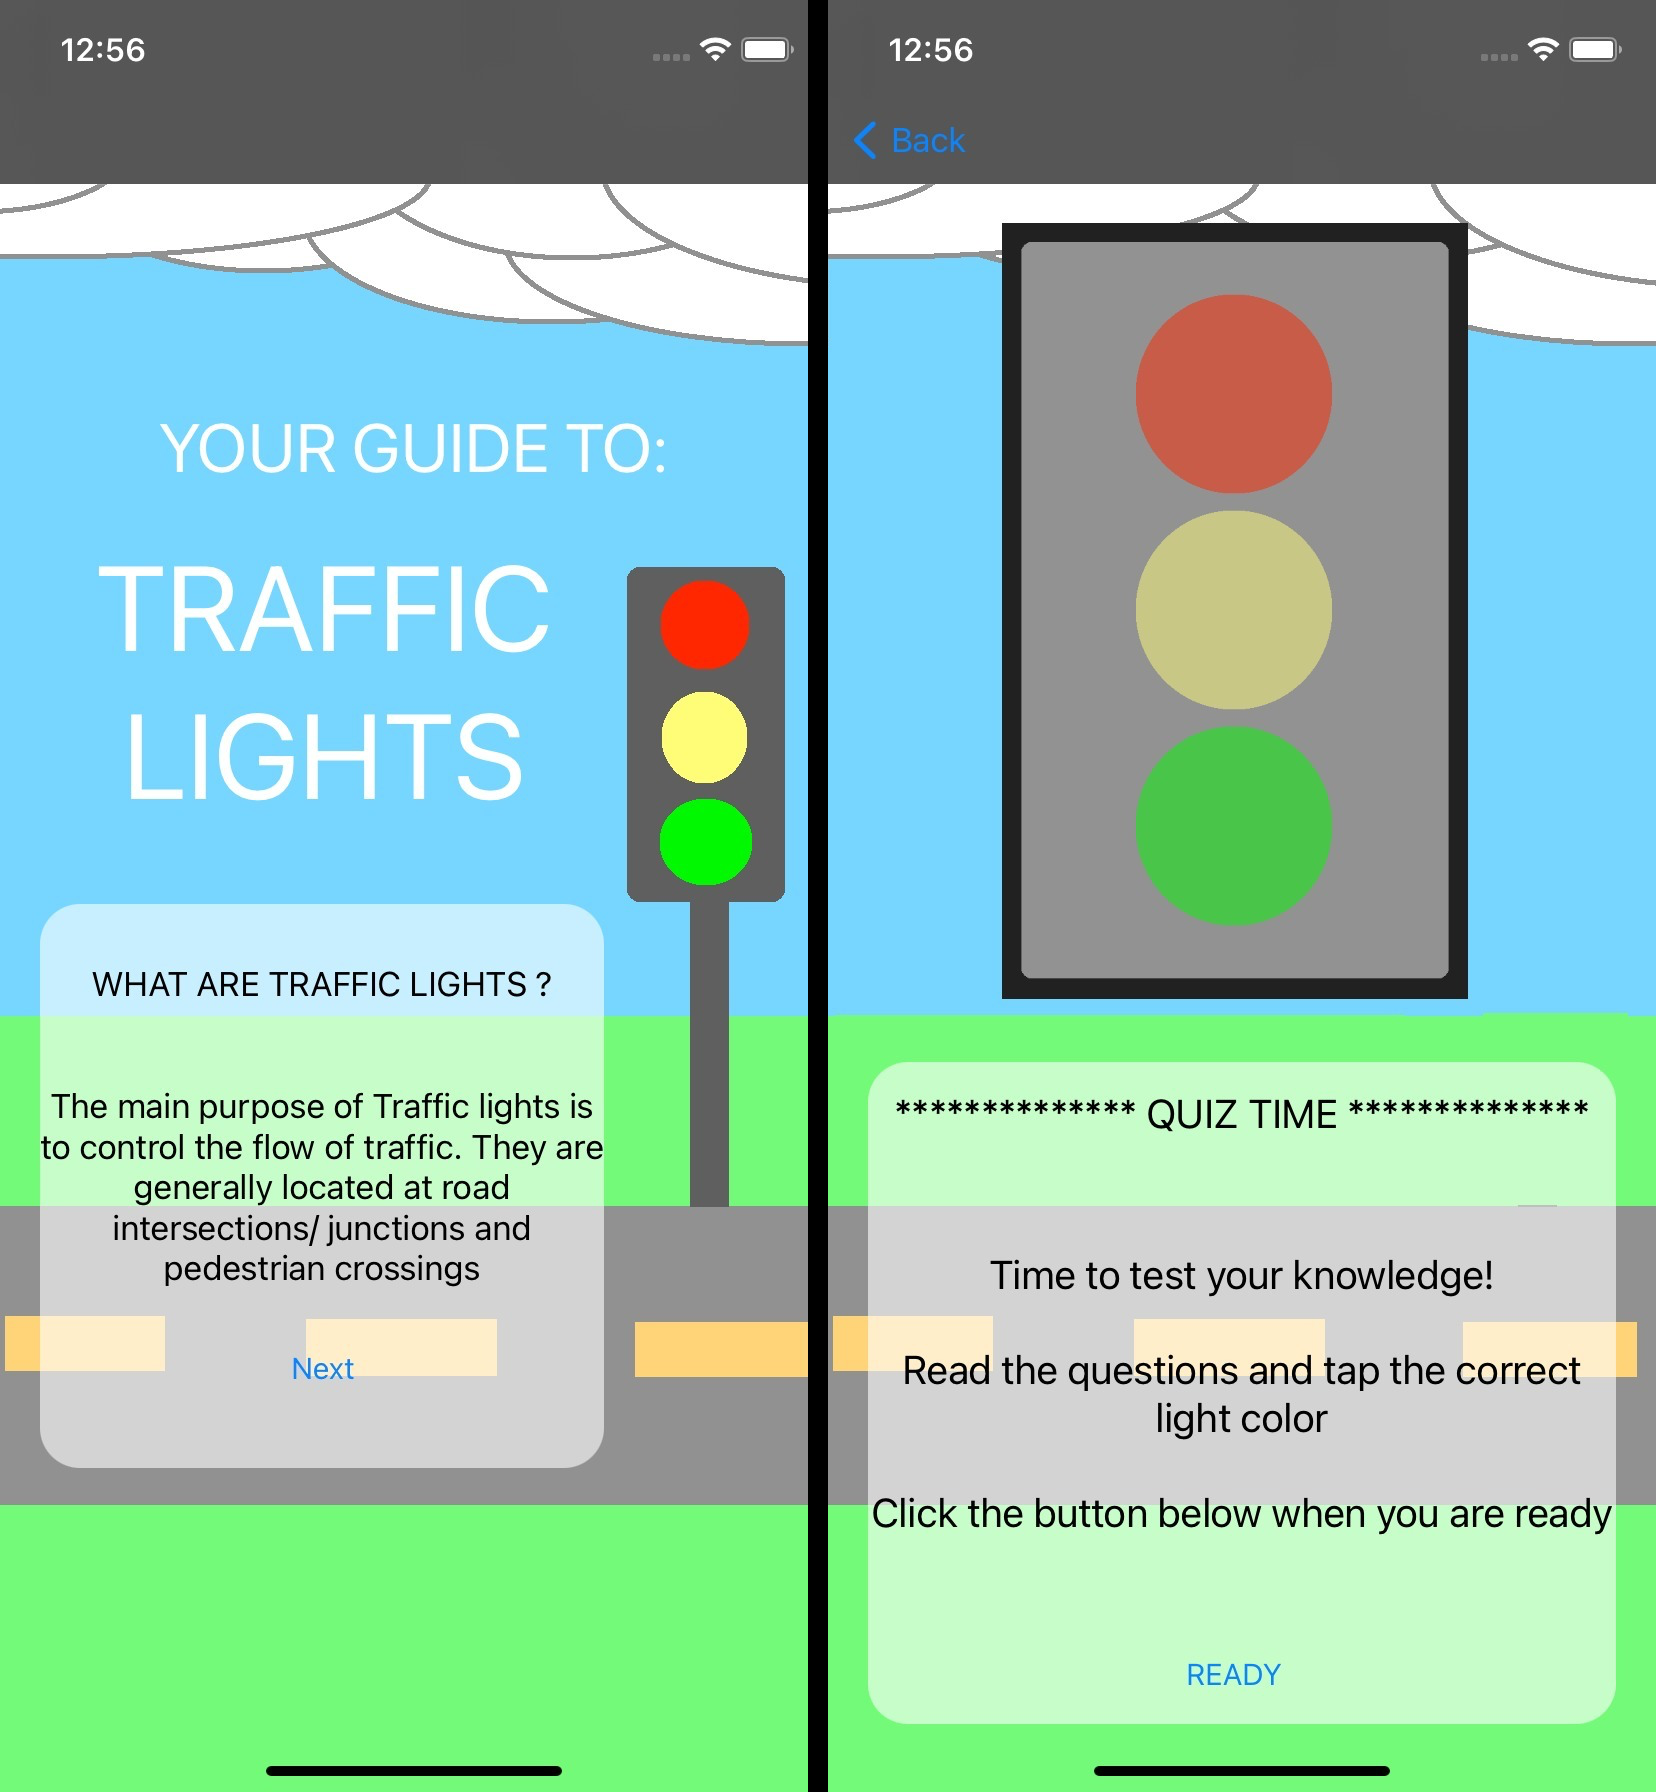 12:56
YOUR GUIDE TO:
TRAFFIC
LIGHTS
WHAT ARE TRAFFIC LIGHTS ?
The main purpose of Traffic lights is
to control the flow of traffic. They are
generally located at road
intersections/ junctions and
pedestrian crossings
Next
12:56
Back
************** QUIZ TIME **************
Time to test your knowledge!
Read the questions and tap the correct
light color
Click the button below when you are ready
READY